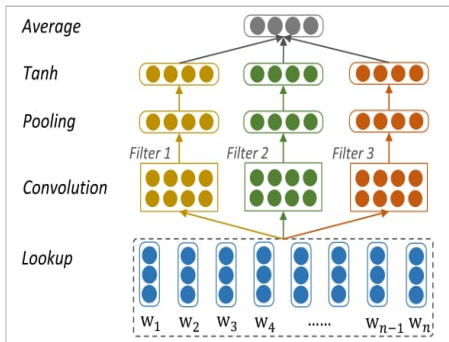 Average
Tanh
Pooling
Filter 1 Filter 2 Filter 3
Convolution
Lookup
w1 w2 w3 w4 ...... wn−1 wn